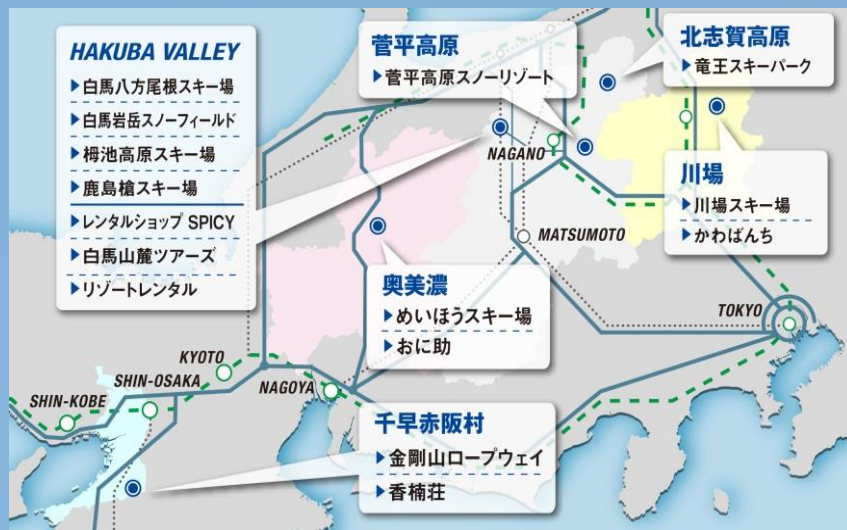 HAKUBA VALLEY
▶白馬八方尾根スキー場
▶白馬岩岳スノーフィールド
▶栂池高原スキー場
▶鹿島槍スキー場
▶レンタルショップ SPICY
▶白馬山麓ツアーズ
▶リゾートレンタル
菅平高原
▶菅平高原スノーリゾート
北志賀高原
▶竜王スキーパーク
川場
▶川場スキー場
▶かわばんち
奥美濃
▶めいほうスキー場
▶おに助
千早赤阪村
▶金剛山ロープウェイ
▶香楠荘
NAGANO
MATSUMOTO
TOKYO
KYOTO
SHIN-OSAKA
SHIN-KOBE
NAGOYA